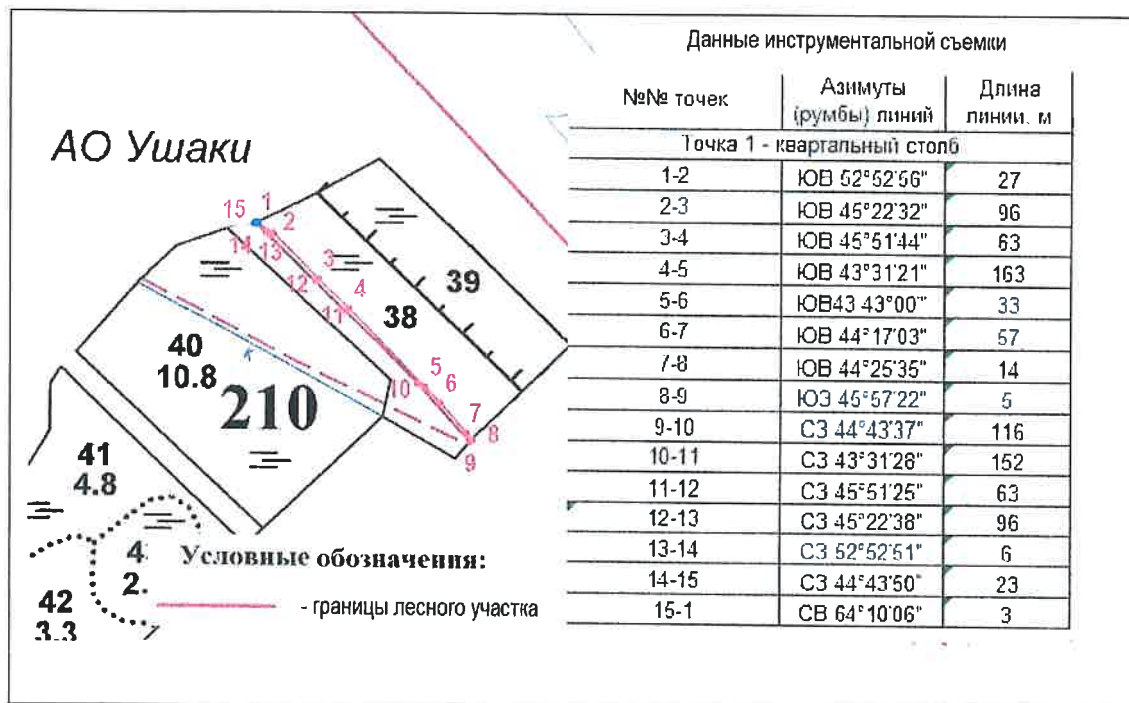 АО Ушаки
15 1
2
14
13
3
12
4
11
38
39
40
10.8
210
к
5
10
6
7
8
9
41
4.8
4
2.
42
3.3
7
Условные обозначения:
- границы лесного участка
Данные инструментальной съемки
№№ точек Азимуты (румбы) линий Длина линии. м
Точка 1 - квартальный столб
1-2 ЮВ 52°52'56" 27
2-3 ЮВ 45°22'32" 96
3-4 ЮВ 45°51'44" 63
4-5 ЮВ 43°31'21" 163
5-6 ЮВ43 43°00'' 33
6-7 ЮВ 44°17'03" 57
7-8 ЮВ 44°25'35" 14
8-9 ЮЗ 45°57'22" 5
9-10 СЗ 44°43'37" 116
10-11 СЗ 43°31'28" 152
11-12 СЗ 45°51'25" 63
12-13 СЗ 45°22'38" 96
13-14 СЗ 52°52'51" 6
14-15 СЗ 44°43'50" 23
15-1 СВ 64°10'06" 3